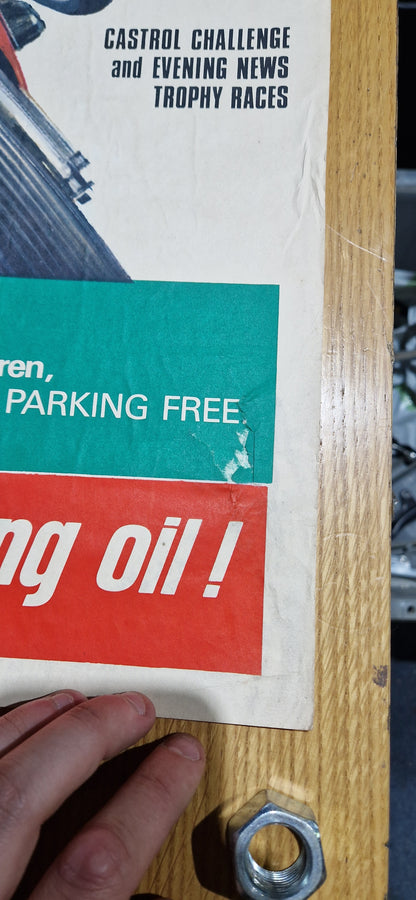 CASTROL CHALLENGE
and EVENING NEWS
TROPHY RACES
ren,
PARKING FREE.
ng oil!